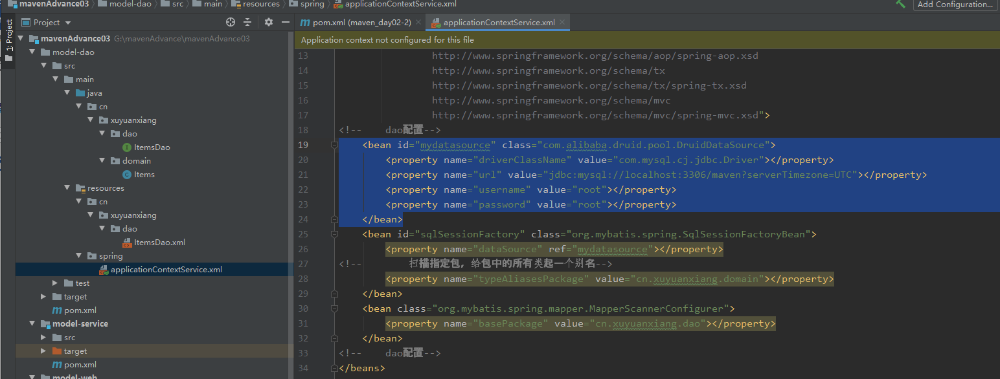 mavenAdvance03 model-dao src main resources spring applicationContextService.xml Add Configuration...
1: Project
Project
pom.xml (maven_day02-2) applicationContextService.xml
mavenAdvance03 G:\mavenAdvance\mavenAdvance03
model-dao
src
main
java
cn
xuyuanxiang
dao
ItemsDao
domain
Items
resources
cn
xuyuanxiang
dao
ItemsDao.xml
spring
applicationContextService.xml
test
target
pom.xml
model-service
src
target
pom.xml
model-web
Application context not configured for this file
13 http://www.springframework.org/schema/aop/spring-aop.xsd
14 http://www.springframework.org/schema/tx
15 http://www.springframework.org/schema/tx/spring-tx.xsd
16 http://www.springframework.org/schema/mvc
17 http://www.springframework.org/schema/mvc/spring-mvc.xsd">
18 <!-- dao配置-->
19 <bean id="mydatasource" class="com.alibaba.druid.pool.DruidDataSource">
20 <property name="driverClassName" value="com.mysql.cj.jdbc.Driver"></property>
21 <property name="url" value="jdbc:mysql://localhost:3306/maven?serverTimezone=UTC"></property>
22 <property name="username" value="root"></property>
23 <property name="password" value="root"></property>
24 </bean>
25 <bean id="sqlSessionFactory" class="org.mybatis.spring.SqlSessionFactoryBean">
26 <property name="dataSource" ref="mydatasource"></property>
27 <!-- 扫描指定包，给包中的所有类起一个别名-->
28 <property name="typeAliasesPackage" value="cn.xuyuanxiang.domain"></property>
29 </bean>
30 <bean class="org.mybatis.spring.mapper.MapperScannerConfigurer">
31 <property name="basePackage" value="cn.xuyuanxiang.dao"></property>
32 </bean>
33 <!-- dao配置-->
34 </beans>